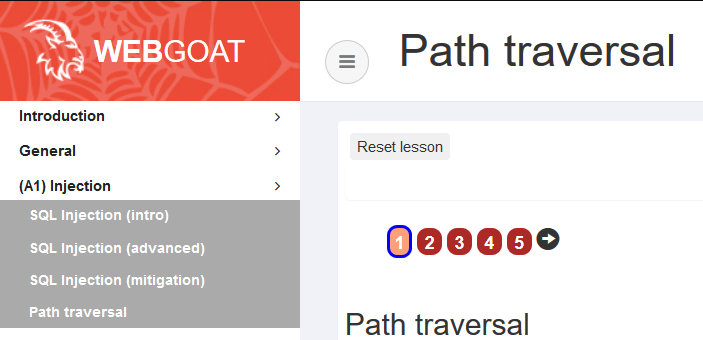 WEBGOAT
Path traversal
Introduction
General
(A1) Injection
SQL Injection (intro)
SQL Injection (advanced)
SQL Injection (mitigation)
Path traversal
Reset lesson
1 2 3 4 5
Path traversal